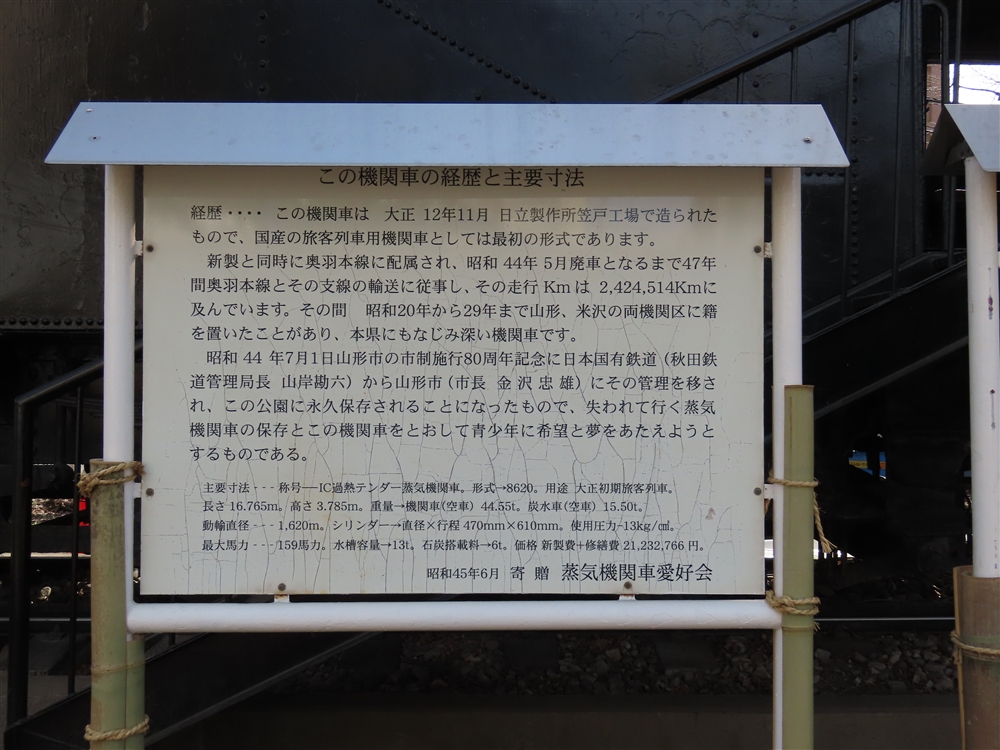 この機関車の経歴と主要寸法
経歴････ この機関車は 大正 12年11月 日立製作所笠戸工場で造られた
もので、国産の旅客列車用機関車としては最初の形式であります。
新製と同時に奥羽本線に配属され、昭和 44年 5月廃車となるまで47年
間奥羽本線とその支線の輸送に従事し、その走行 Kmは 2,424,514Kmに
及んでいます。その間 昭和20年から29年まで山形、米沢の両機関区に籍
を置いたことがあり、本県にもなじみ深い機関車です。
昭和 44 年7月1日山形市の市制施行80周年記念に日本国有鉄道 (秋田鉄
道管理局長 山岸勘六) から山形市 (市長 金沢忠雄) にその管理を移さ
れ、この公園に永久保存されることになったもので、失われて行く蒸気
機関車の保存とこの機関車をとおして青少年に希望と夢をあたえようと
するものである。
主要寸法--- 称号━IC過熱テンダー蒸気機関車。形式→8620。用途 大正初期旅客列車。
長さ 16.765m。高さ 3.785m。重量→機関車(空車) 44.55t。炭水車(空車) 15.50t。
動輪直径---1,620m。シリンダー→直径×行程 470mm×610mm。使用圧力-13kg/㎠。
最大馬力---159馬力。水槽容量→13t。石炭搭載料→6t。価格 新製費+修繕費 21,232,766 円。
昭和45年6月 寄 贈 蒸気機関車愛好会